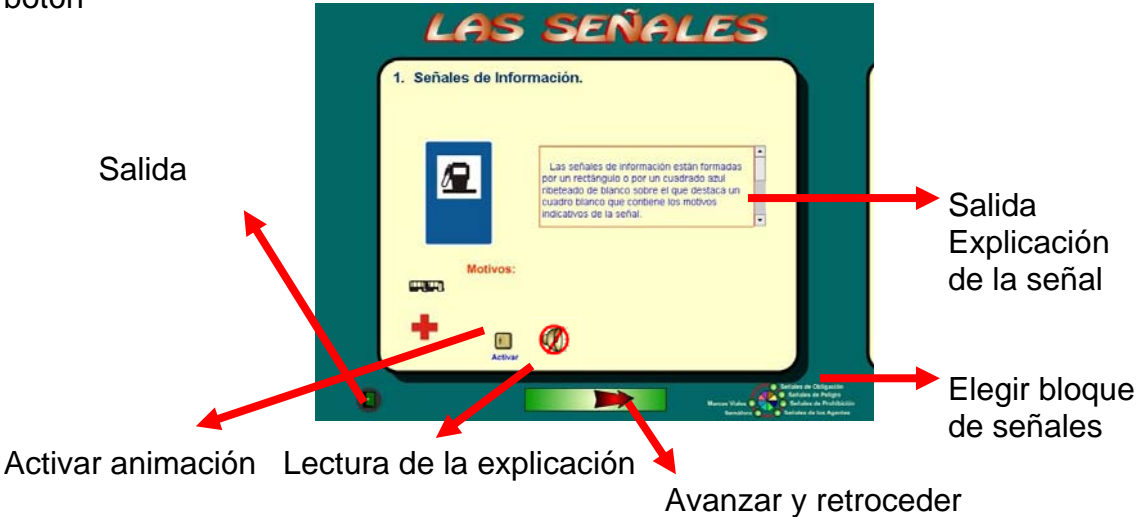 botón
LAS SEÑALES
1. Señales de Información.
Salida
Las señales de información están formadas
por un rectángulo o por un cuadrado azul
ribeteado de blanco sobre el que destaca un
cuadro blanco que contiene los motivos
indicativos de la señal.
Salida
Explicación
de la señal
Motivos:
Activar
Señales de Obligación
Señales de Peligro
Marcas Viales
Señales de Prohibición
Semáforo
Señales de los Agentes
Elegir bloque
de señales
Activar animación
Lectura de la explicación
Avanzar y retroceder